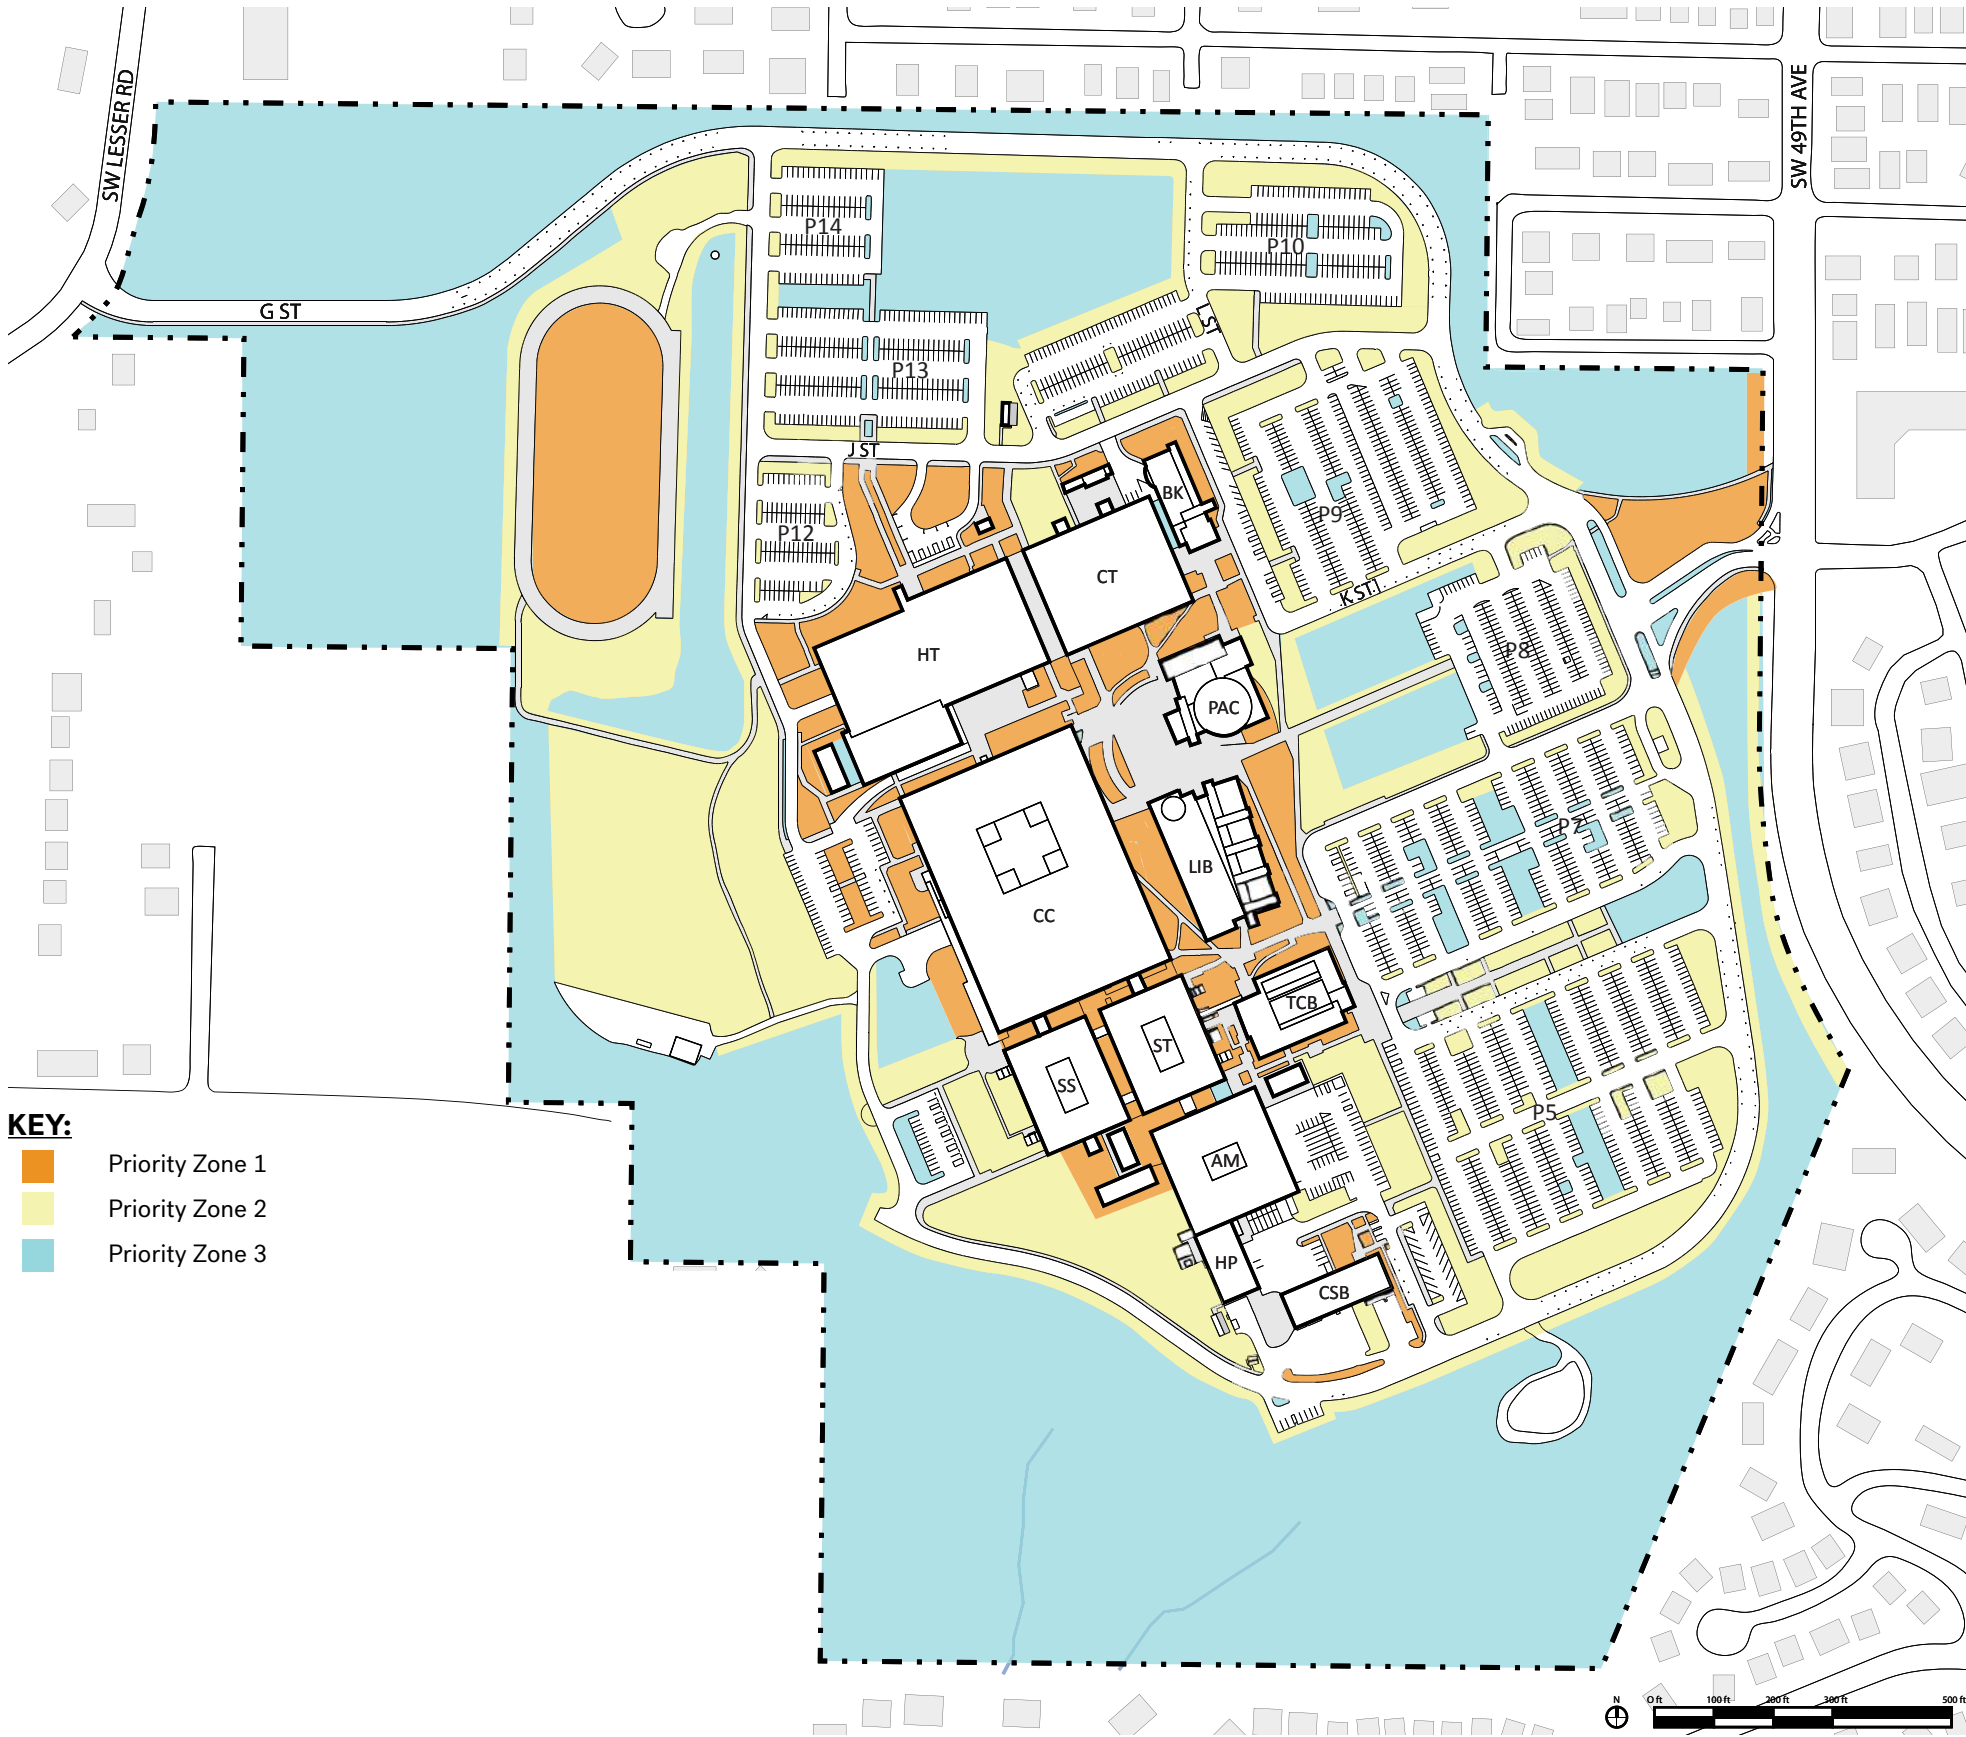 SW LESSER RD
SW 49TH AVE
P14
P10
G ST
L ST
P13
J ST
BK
P9
P12
CT
K ST
HT
P8
PAC
P7
LIB
CC
TCB
ST
SS
P5
AM
HP
CSB
KEY:
Priority Zone 1
Priority Zone 2
Priority Zone 3
N
0 ft 100 ft 200 ft 300 ft 500 ft